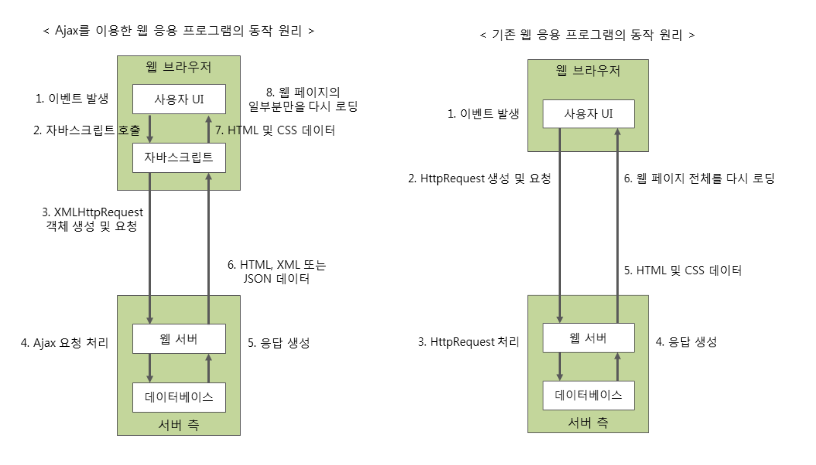 < Ajax를 이용한 웹 응용 프로그램의 동작 원리 >
웹 브라우저
1. 이벤트 발생
사용자 UI
8. 웹 페이지의
일부분만을 다시 로딩
2. 자바스크립트 호출
7. HTML 및 CSS 데이터
자바스크립트
3. XMLHttpRequest
객체 생성 및 요청
6. HTML, XML 또는
JSON 데이터
4. Ajax 요청 처리
웹 서버
5. 응답 생성
데이터베이스
서버 측
< 기존 웹 응용 프로그램의 동작 원리 >
웹 브라우저
1. 이벤트 발생
사용자 UI
2. HttpRequest 생성 및 요청
6. 웹 페이지 전체를 다시 로딩
5. HTML 및 CSS 데이터
3. HttpRequest 처리
웹 서버
4. 응답 생성
데이터베이스
서버 측